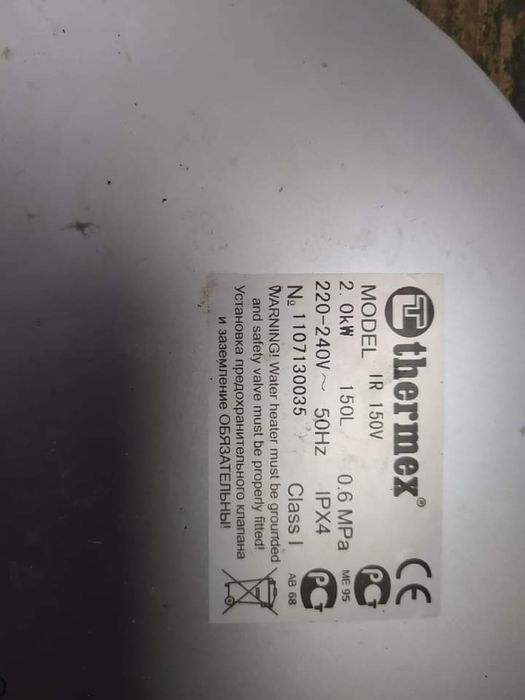 thermex®
MODEL IR 150V
2.0kW 150L 0.6 MPa ME 95
220-240V~ 50Hz IPX4
№ 1107130035 Class I АВ 68
WARNING! Water heater must be grounded
and safety valve must be properly fitted!
Установка предохранительного клапана
и заземление ОБЯЗАТЕЛЬНЫ!